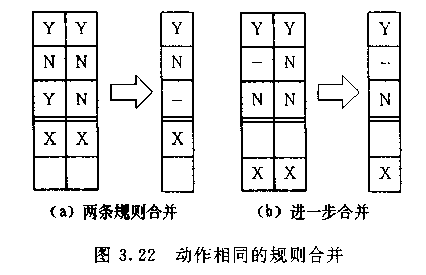 Y Y Y Y Y Y
N N N － N －
Y N － N N N
X X X
X X X
（a）两条规则合并 （b）进一步合并
图 3.22 动作相同的规则合并